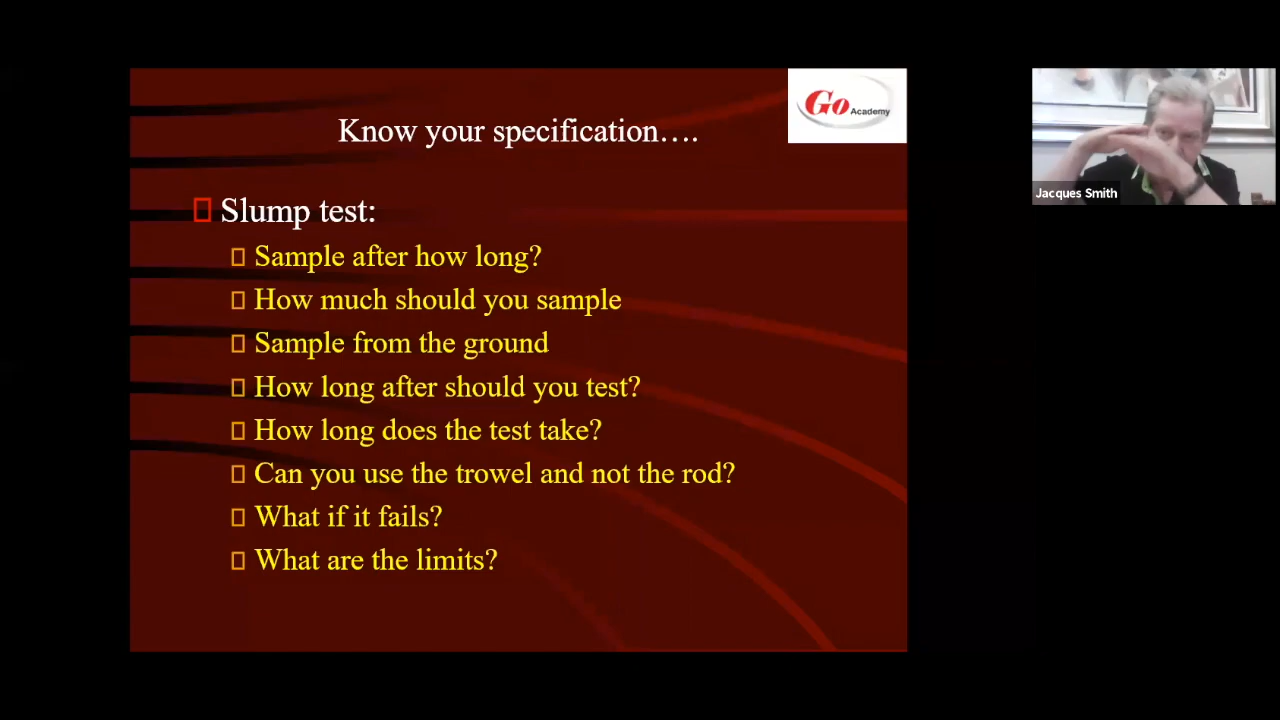 Go Academy
Know your specification….
Slump test:
Sample after how long?
How much should you sample
Sample from the ground
How long after should you test?
How long does the test take?
Can you use the trowel and not the rod?
What if it fails?
What are the limits?
Jacques Smith